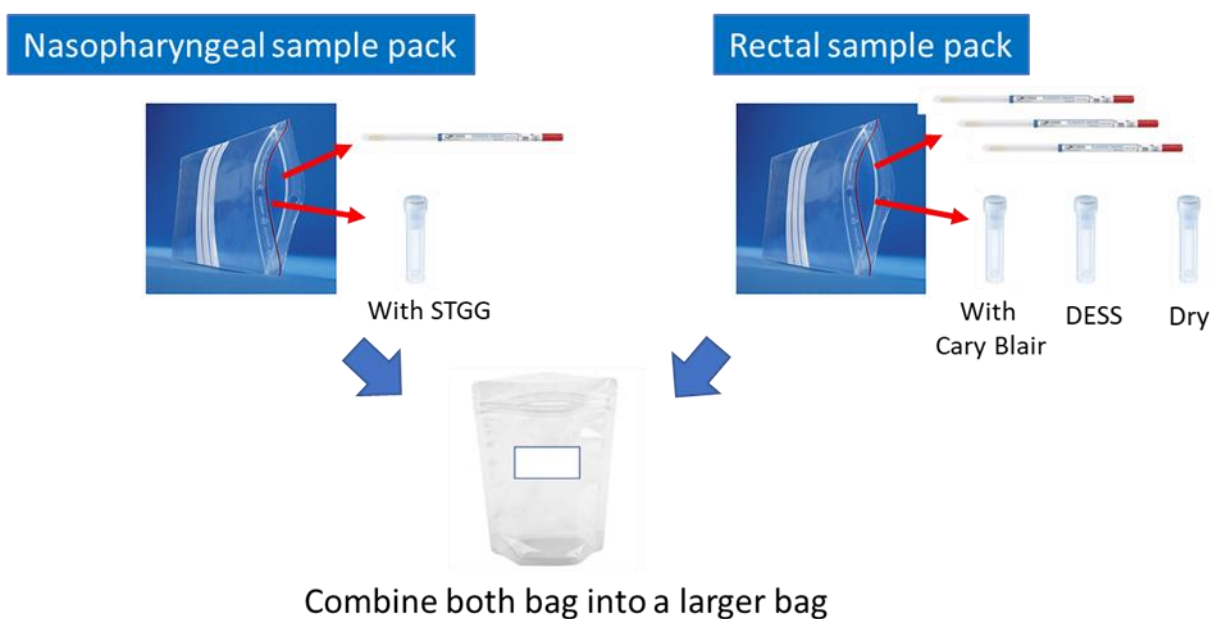 Nasopharyngeal sample pack
Rectal sample pack
With STGG
With
Cary Blair
DESS
Dry
Combine both bag into a larger bag